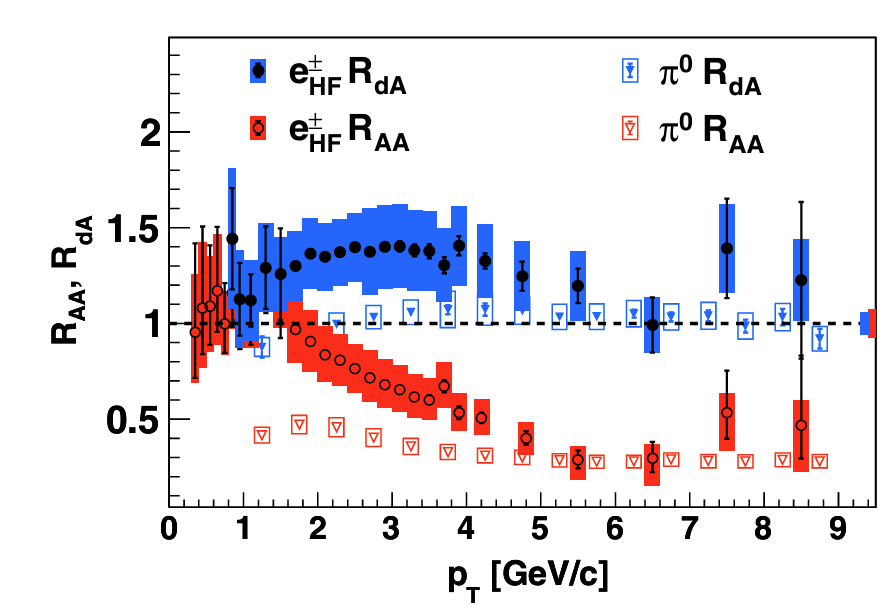 e±HF RdA
π0 RdA
e±HF RAA
π0 RAA
RAA, RdA
2
1.5
1
0.5
0 1 2 3 4 5 6 7 8 9
pT [GeV/c]